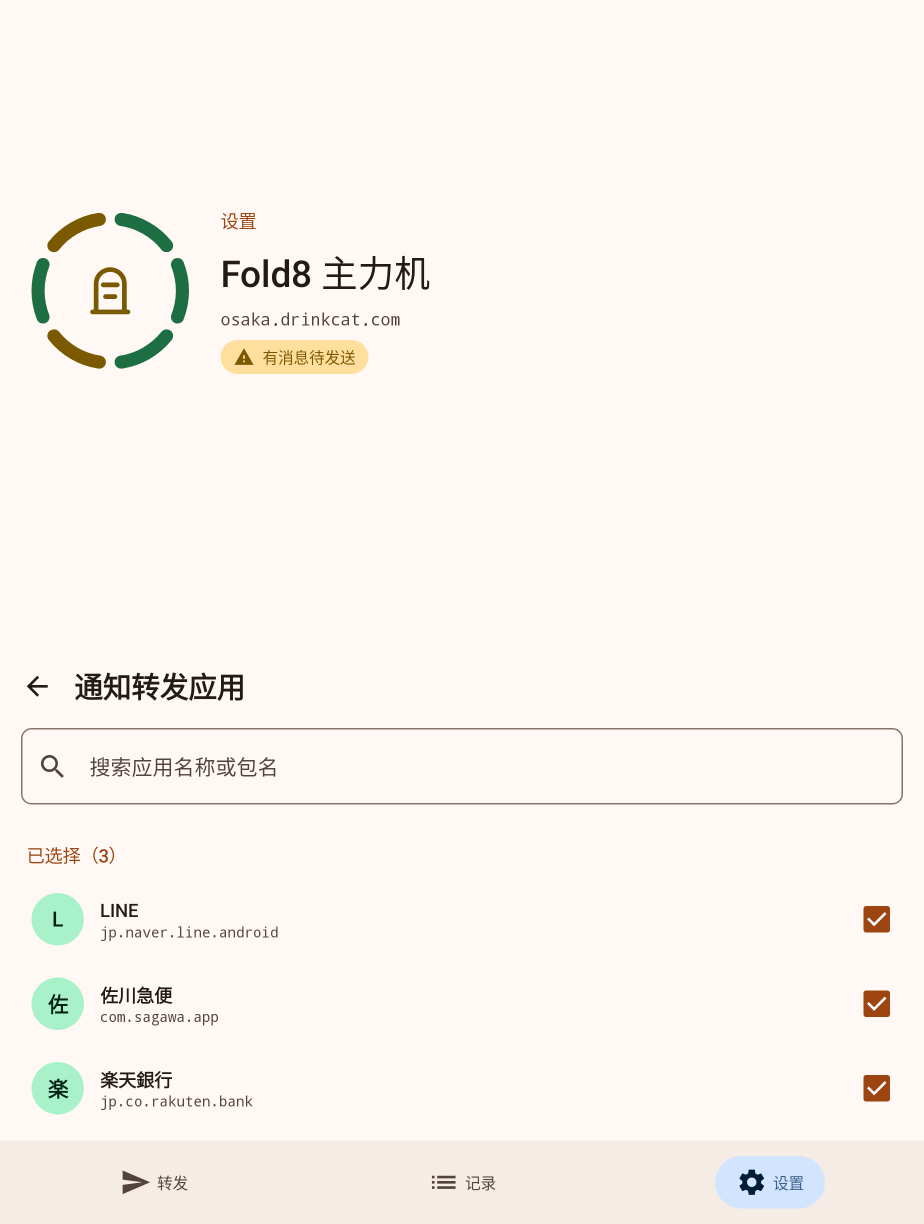 设置
Fold8 主力机
osaka.drinkcat.com
有消息待发送
通知转发应用
搜索应用名称或包名
已选择（3）
L
LINE
jp.naver.line.android
佐
佐川急便
com.sagawa.app
楽
楽天銀行
jp.co.rakuten.bank
转发
记录
设置